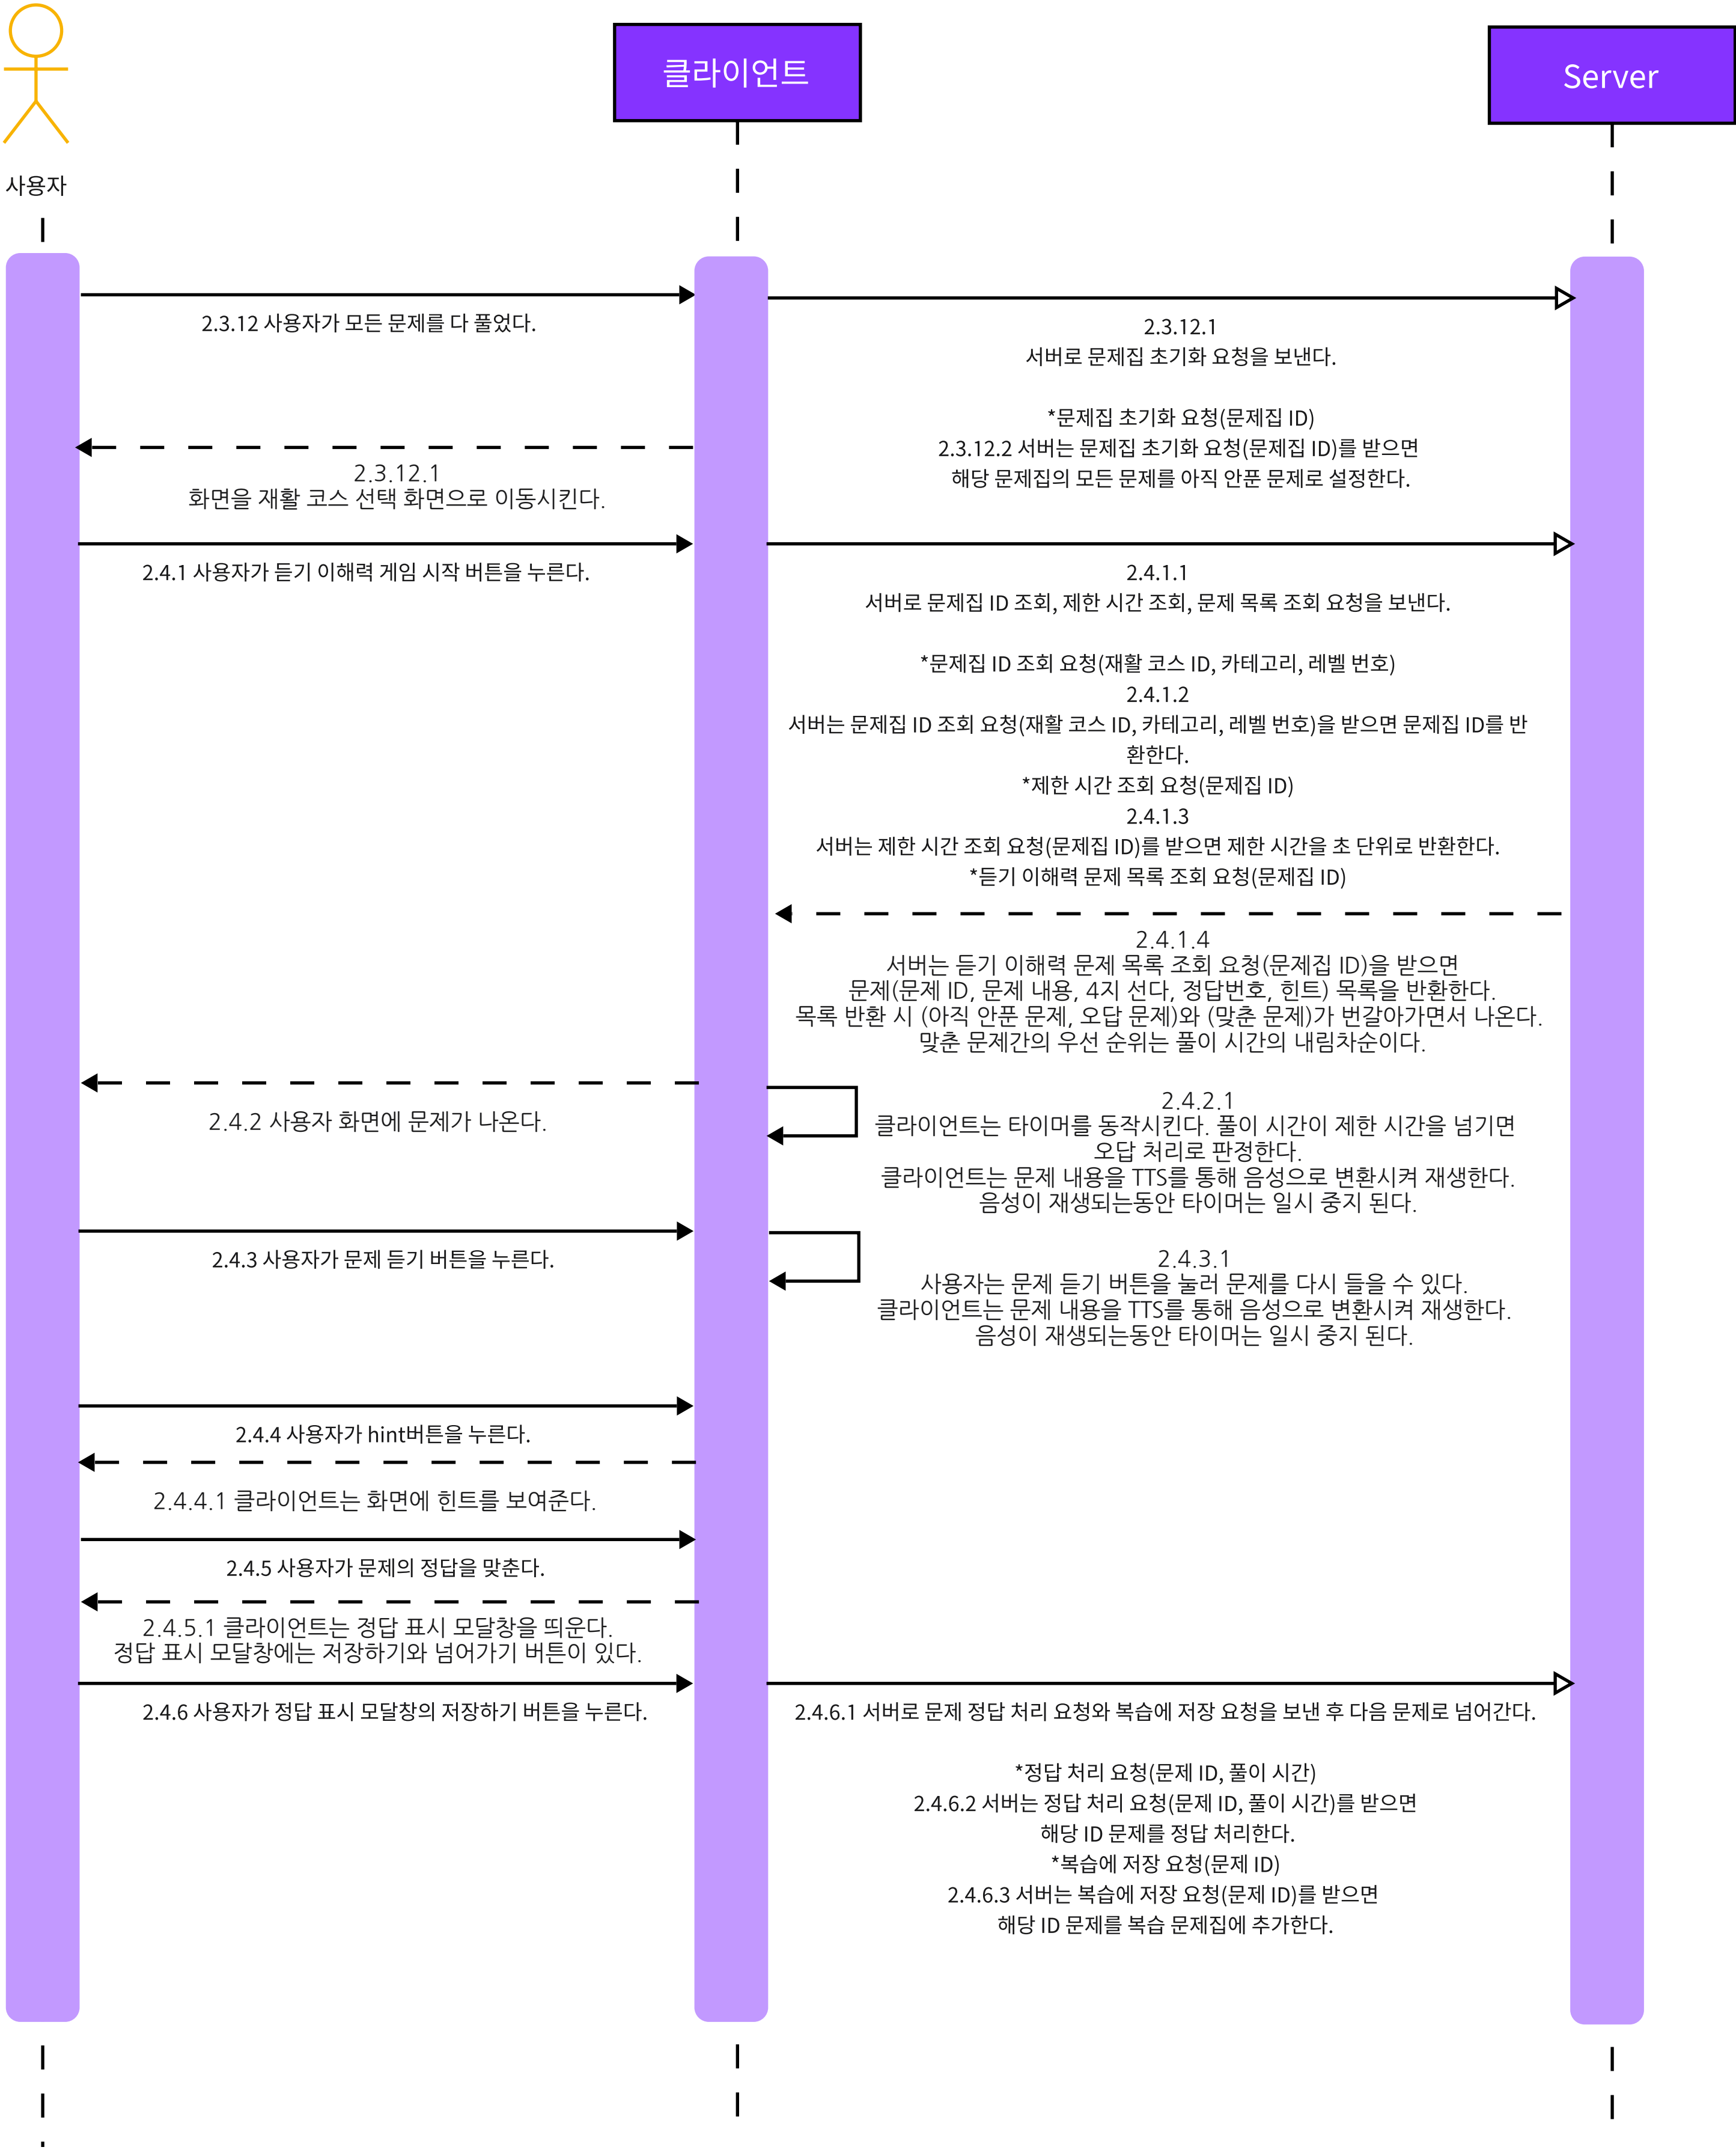 클라이언트
Server
사용자
2.3.12 사용자가 모든 문제를 다 풀었다.
2.3.12.1
서버로 문제집 초기화 요청을 보낸다.
*문제집 초기화 요청(문제집 ID)
2.3.12.2 서버는 문제집 초기화 요청(문제집 ID)를 받으면
해당 문제집의 모든 문제를 아직 안푼 문제로 설정한다.
2.3.12.1
화면을 재활 코스 선택 화면으로 이동시킨다.
2.4.1 사용자가 듣기 이해력 게임 시작 버튼을 누른다.
2.4.1.1
서버로 문제집 ID 조회, 제한 시간 조회, 문제 목록 조회 요청을 보낸다.
*문제집 ID 조회 요청(재활 코스 ID, 카테고리, 레벨 번호)
2.4.1.2
서버는 문제집 ID 조회 요청(재활 코스 ID, 카테고리, 레벨 번호)을 받으면 문제집 ID를 반
환한다.
*제한 시간 조회 요청(문제집 ID)
2.4.1.3
서버는 제한 시간 조회 요청(문제집 ID)를 받으면 제한 시간을 초 단위로 반환한다.
*듣기 이해력 문제 목록 조회 요청(문제집 ID)
2.4.1.4
서버는 듣기 이해력 문제 목록 조회 요청(문제집 ID)을 받으면
문제(문제 ID, 문제 내용, 4지 선다, 정답번호, 힌트) 목록을 반환한다.
목록 반환 시 (아직 안푼 문제, 오답 문제)와 (맞춘 문제)가 번갈아가면서 나온다.
맞춘 문제간의 우선 순위는 풀이 시간의 내림차순이다.
2.4.2 사용자 화면에 문제가 나온다.
2.4.2.1
클라이언트는 타이머를 동작시킨다. 풀이 시간이 제한 시간을 넘기면
오답 처리로 판정한다.
클라이언트는 문제 내용을 TTS를 통해 음성으로 변환시켜 재생한다.
음성이 재생되는동안 타이머는 일시 중지 된다.
2.4.3 사용자가 문제 듣기 버튼을 누른다.
2.4.3.1
사용자는 문제 듣기 버튼을 눌러 문제를 다시 들을 수 있다.
클라이언트는 문제 내용을 TTS를 통해 음성으로 변환시켜 재생한다.
음성이 재생되는동안 타이머는 일시 중지 된다.
2.4.4 사용자가 hint버튼을 누른다.
2.4.4.1 클라이언트는 화면에 힌트를 보여준다.
2.4.5 사용자가 문제의 정답을 맞춘다.
2.4.5.1 클라이언트는 정답 표시 모달창을 띄운다.
정답 표시 모달창에는 저장하기와 넘어가기 버튼이 있다.
2.4.6 사용자가 정답 표시 모달창의 저장하기 버튼을 누른다.
2.4.6.1 서버로 문제 정답 처리 요청와 복습에 저장 요청을 보낸 후 다음 문제로 넘어간다.
*정답 처리 요청(문제 ID, 풀이 시간)
2.4.6.2 서버는 정답 처리 요청(문제 ID, 풀이 시간)를 받으면
해당 ID 문제를 정답 처리한다.
*복습에 저장 요청(문제 ID)
2.4.6.3 서버는 복습에 저장 요청(문제 ID)를 받으면
해당 ID 문제를 복습 문제집에 추가한다.